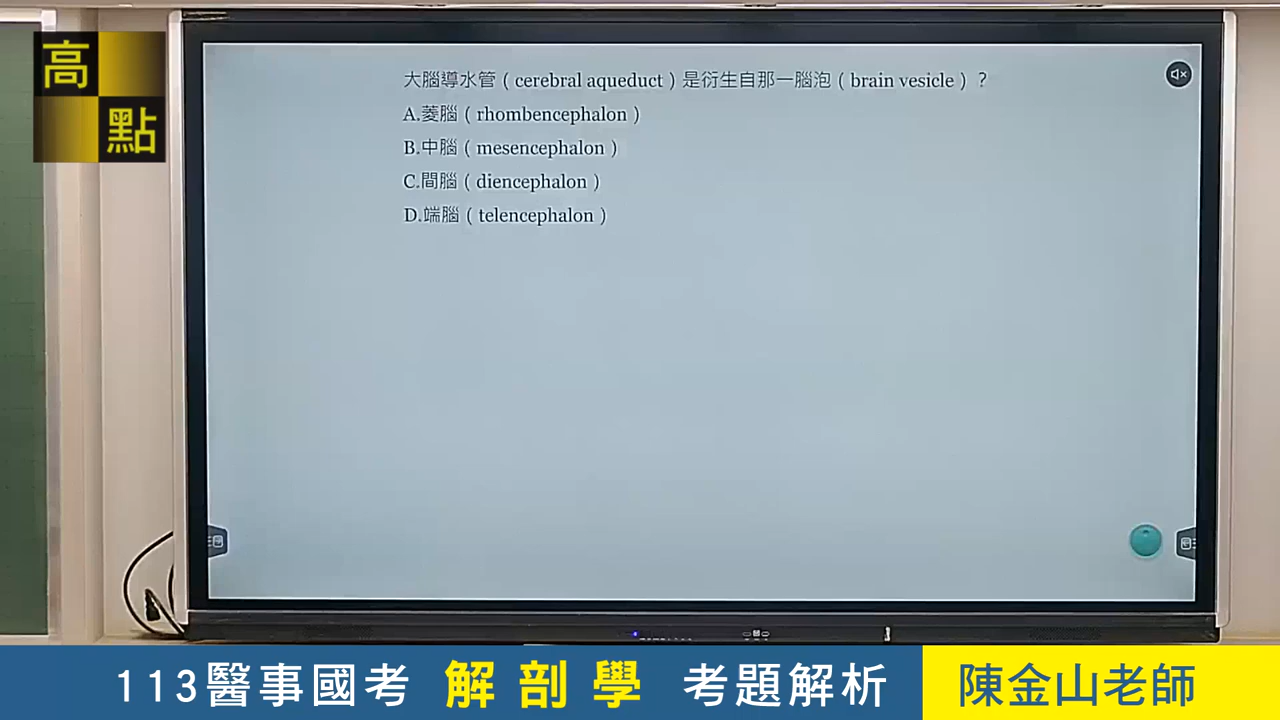 高
點
大腦導水管（cerebral aqueduct）是衍生自那一腦泡（brain vesicle）？
A.菱腦（rhombencephalon）
B.中腦（mesencephalon）
C.間腦（diencephalon）
D.端腦（telencephalon）
113醫事國考 解剖學 考題解析 陳金山老師